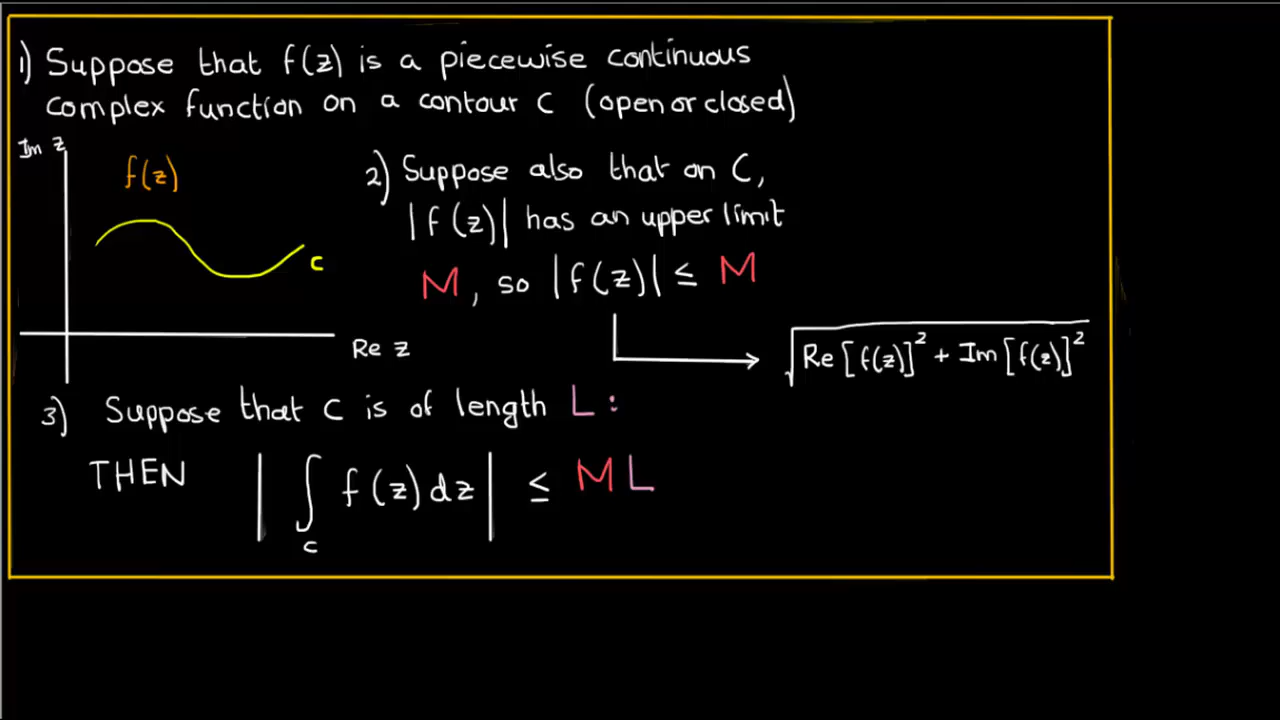 1) Suppose that f(z) is a piecewise continuous
complex function on a contour C (open or closed)
Im z
f(z)
C
Re z
2) Suppose also that on C,
|f(z)| has an upper limit
M, so |f(z)| ≤ M
√(Re[f(z)]² + Im[f(z)]²)
3) Suppose that C is of length L:
THEN |∫_C f(z)dz| ≤ ML